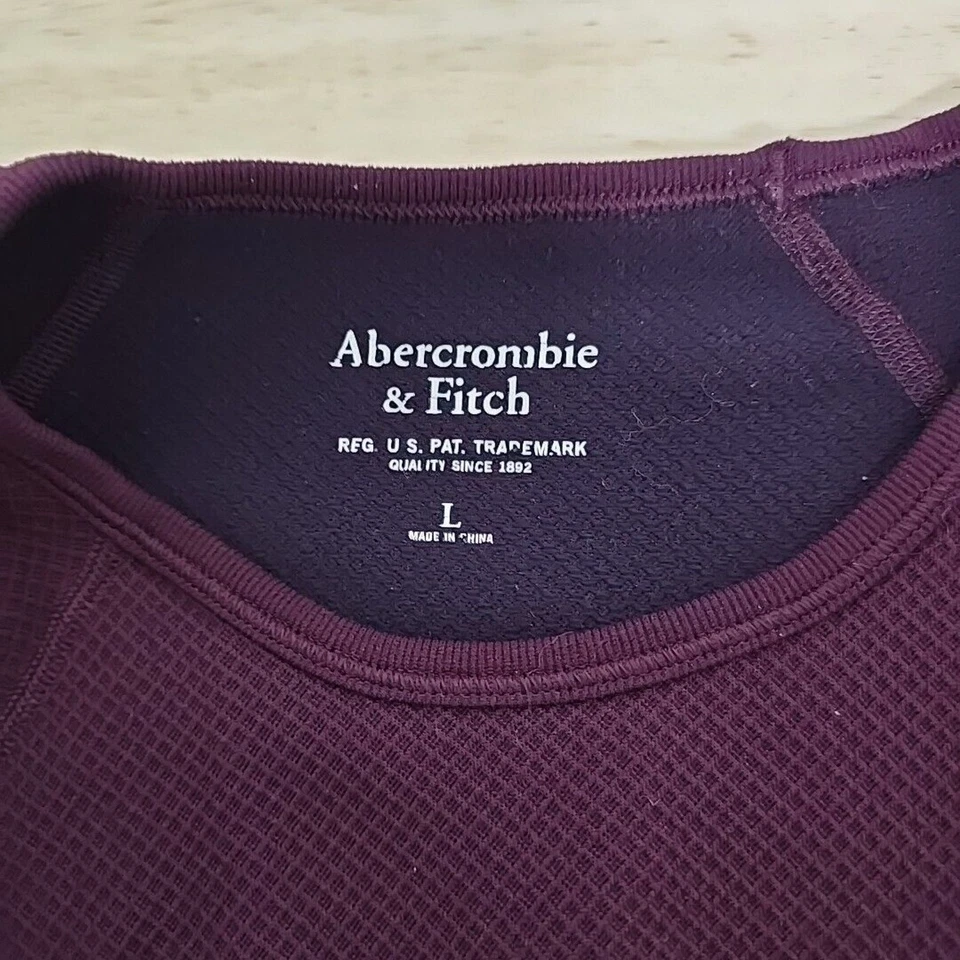 Abercrombie
& Fitch
REG. U S. PAT. TRADEMARK
QUALITY SINCE 1892
L
MADE IN CHINA